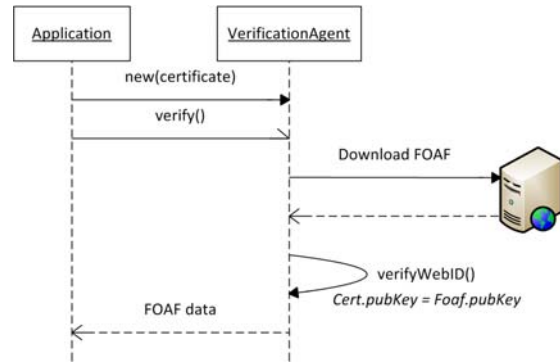 Application
VerificationAgent
new(certificate)
verify()
Download FOAF
verifyWebID()
Cert.pubKey = Foaf.pubKey
FOAF data